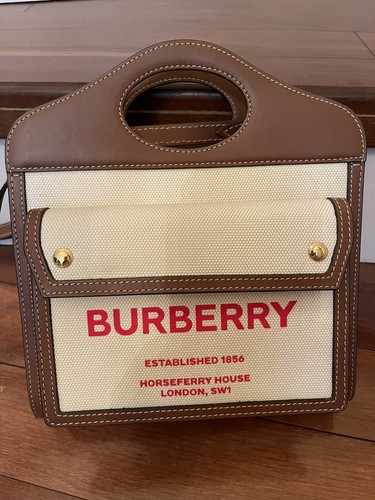 BURBERRY
ESTABLISHED 1856
HORSEFERRY HOUSE
LONDON, SW1